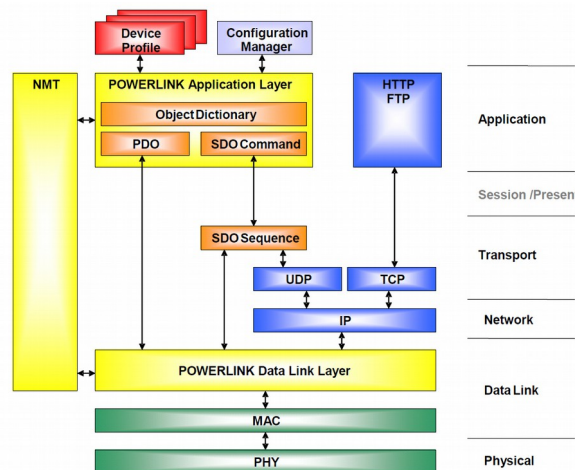 Device
Profile
Configuration
Manager
NMT
POWERLINK Application Layer
HTTP
FTP
Object Dictionary
Application
PDO
SDO Command
Session /Present
SDO Sequence
Transport
UDP
TCP
IP
Network
POWERLINK Data Link Layer
Data Link
MAC
PHY
Physical